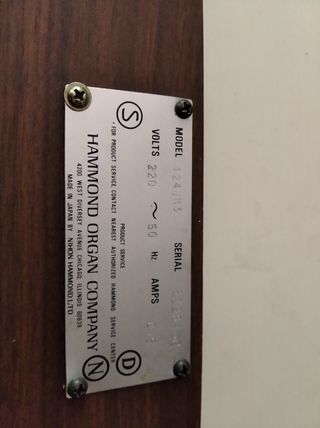 MODEL SERIAL
VOLTS 220 ~ 50 Hz AMPS
S D N
PRODUCT SERVICE
• FOR PRODUCT SERVICE CONTACT NEAREST AUTHORIZED HAMMOND SERVICE CENTER
HAMMOND ORGAN COMPANY
4200 WEST DIVERSEY AVENUE, CHICAGO, ILLINOIS 60639
MADE IN JAPAN BY NIHON HAMMOND LTD